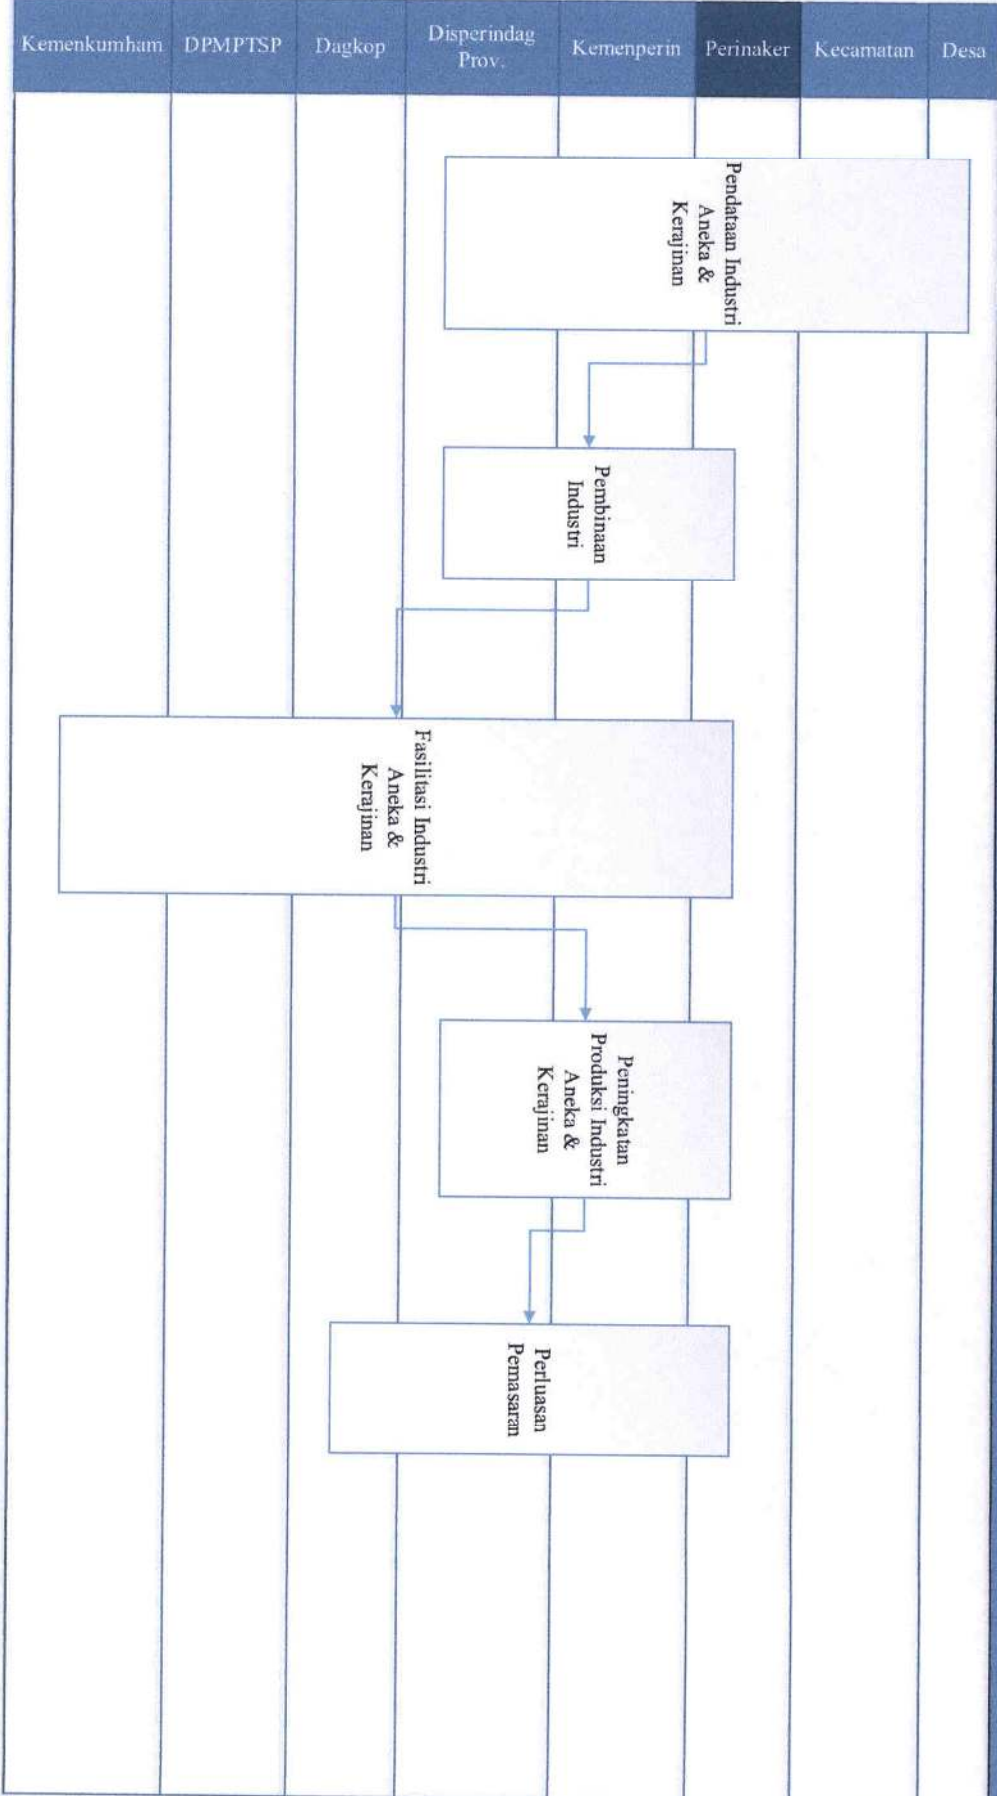 Kemenkumham
DPMPTSP
Dagkop
Disperindag
Prov.
Kemenperin
Perinaker
Kecamatan
Desa
Pendataan Industri
Aneka &
Kerajinan
Pembinaan
Industri
Fasilitasi Industri
Aneka &
Kerajinan
Peningkatan
Produksi Industri
Aneka &
Kerajinan
Perluasan
Pemasaran